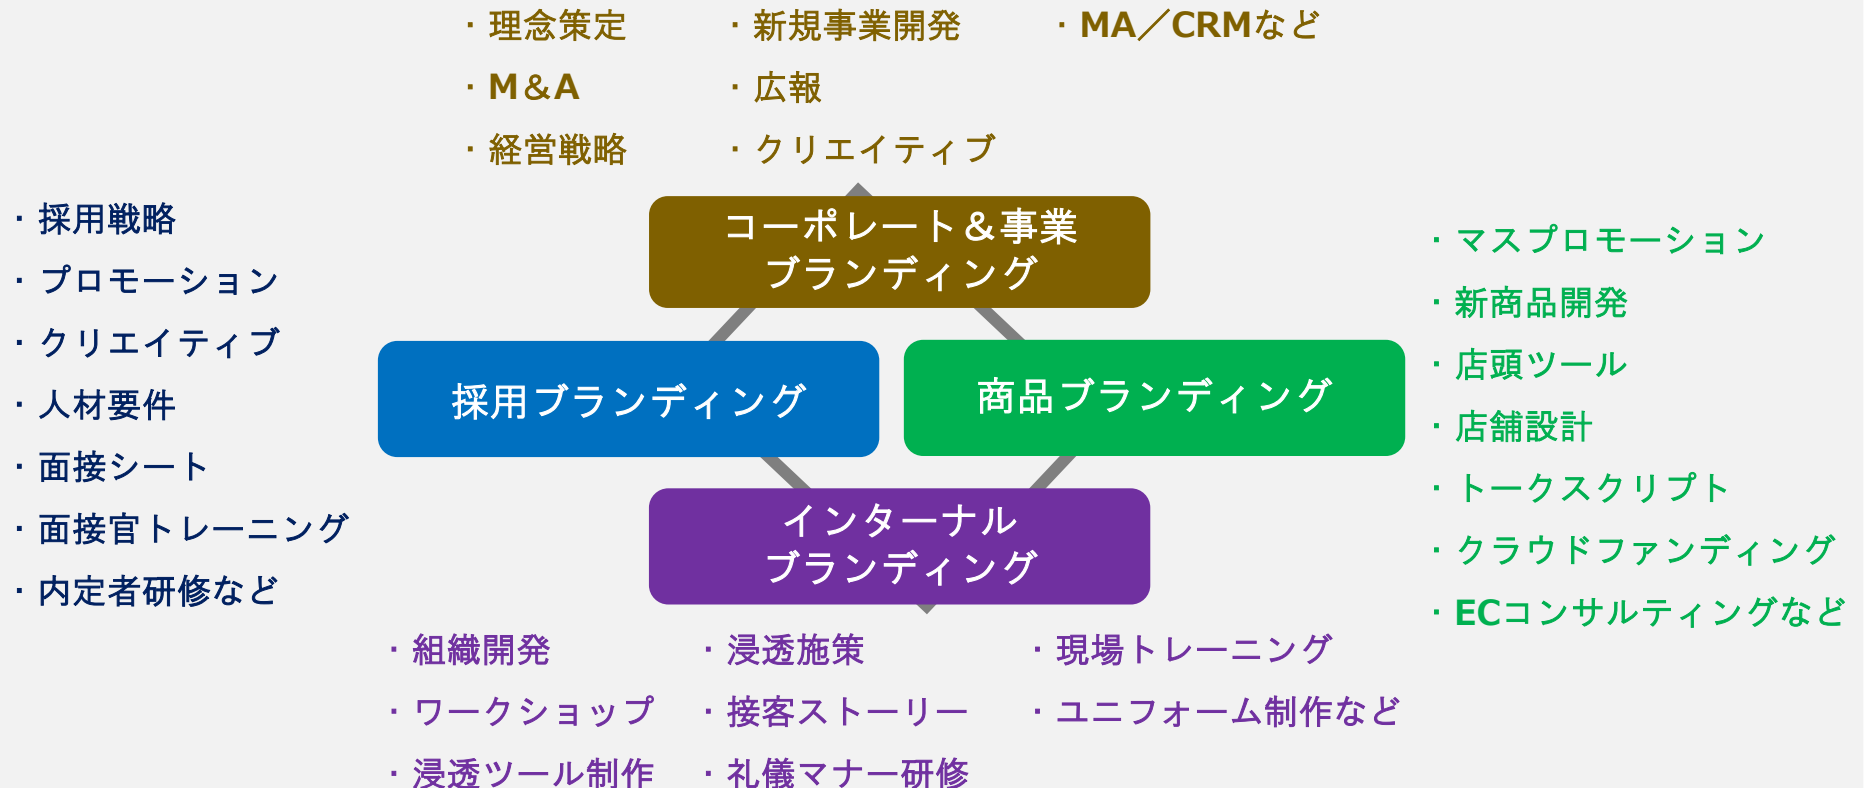 ・理念策定
・M＆A
・経営戦略
・新規事業開発
・広報
・クリエイティブ
・MA／CRMなど
・採用戦略
・プロモーション
・クリエイティブ
・人材要件
・面接シート
・面接官トレーニング
・内定者研修など
コーポレート＆事業
ブランディング
採用ブランディング
商品ブランディング
インターナル
ブランディング
・マスプロモーション
・新商品開発
・店頭ツール
・店舗設計
・トークスクリプト
・クラウドファンディング
・ECコンサルティングなど
・組織開発
・ワークショップ
・浸透ツール制作
・浸透施策
・接客ストーリー
・礼儀マナー研修
・現場トレーニング
・ユニフォーム制作など